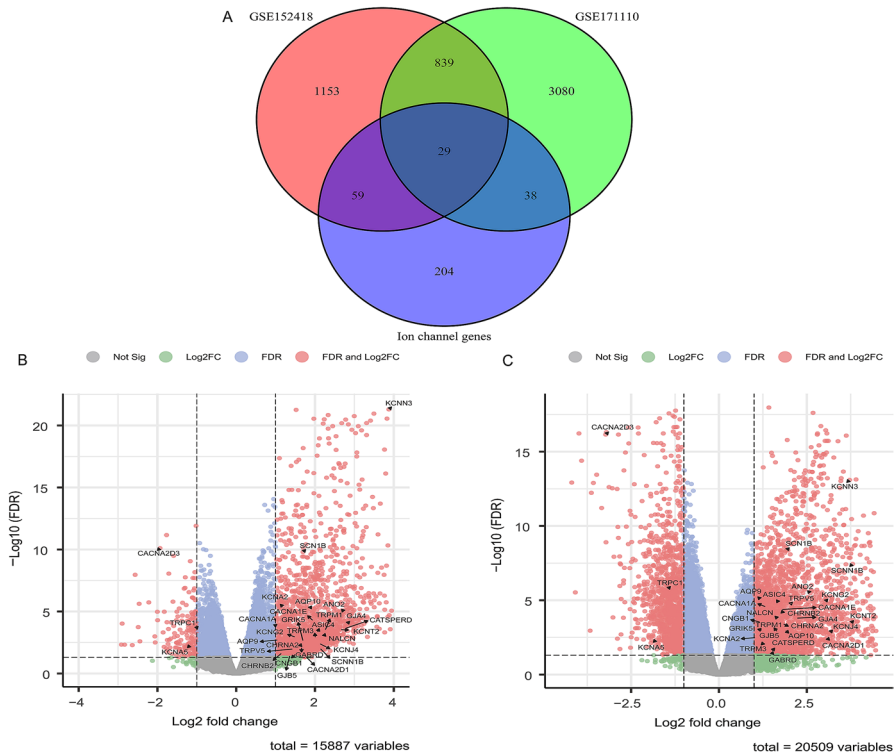 A
GSE152418
GSE171110
839
1153
3080
29
59
38
204
Ion channel genes
B
Not Sig
Log2FC
FDR
FDR and Log2FC
−Log10 (FDR)
20
15
10
5
0
KCNN3
CACNA2D3
SCN1B
KCNA2
AQP10
ANO2
CACNA1E
TRPM1
GJA4
CACNA1A
GRIK5
CATSPERD
TRPC1
ASIC4
KCNG2
TRPM3
KCNT2
AQP9
NALCN
KCNA5
TRPV5
CHRNA2
KCNJ4
GABRD
CHRNB2
CNGB1
SCNN1B
GJB5
CACNA2D1
−4
−2
0
2
4
Log2 fold change
total = 15887 variables
C
Not Sig
Log2FC
FDR
FDR and Log2FC
−Log10 (FDR)
15
10
5
0
CACNA2D3
KCNN3
SCN1B
SCNN1B
TRPC1
ANO2
AQP9
ASIC4
TRPV5
KCNG2
CACNA1A
NALCN
CHRNB2
CACNA1E
CNGB1
GJA4
KCNT2
GRIK5
TRPM1
CHRNA2
KCNJ4
KCNA2
GJB5
AQP10
KCNA5
TRPM3
CATSPERD
CACNA2D1
GABRD
−2.5
0.0
2.5
Log2 fold change
total = 20509 variables